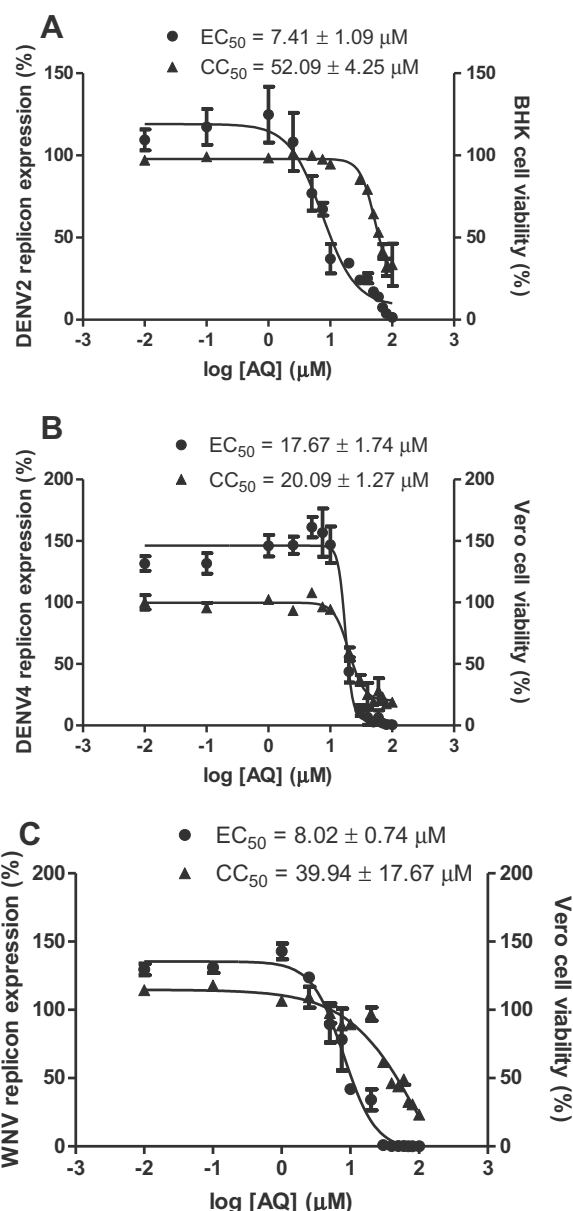 A
EC50 = 7.41 ± 1.09 μM
CC50 = 52.09 ± 4.25 μM
DENV2 replicon expression (%)
150
100
50
0
150
100
50
0
BHK cell viability (%)
-3 -2 -1 0 1 2 3
log [AQ] (μM)
B
EC50 = 17.67 ± 1.74 μM
CC50 = 20.09 ± 1.27 μM
DENV4 replicon expression (%)
200
150
100
50
0
200
150
100
50
0
Vero cell viability (%)
-3 -2 -1 0 1 2 3
log [AQ] (μM)
C
EC50 = 8.02 ± 0.74 μM
CC50 = 39.94 ± 17.67 μM
WNV replicon expression (%)
200
150
100
50
0
200
150
100
50
0
Vero cell viability (%)
-3 -2 -1 0 1 2 3
log [AQ] (μM)